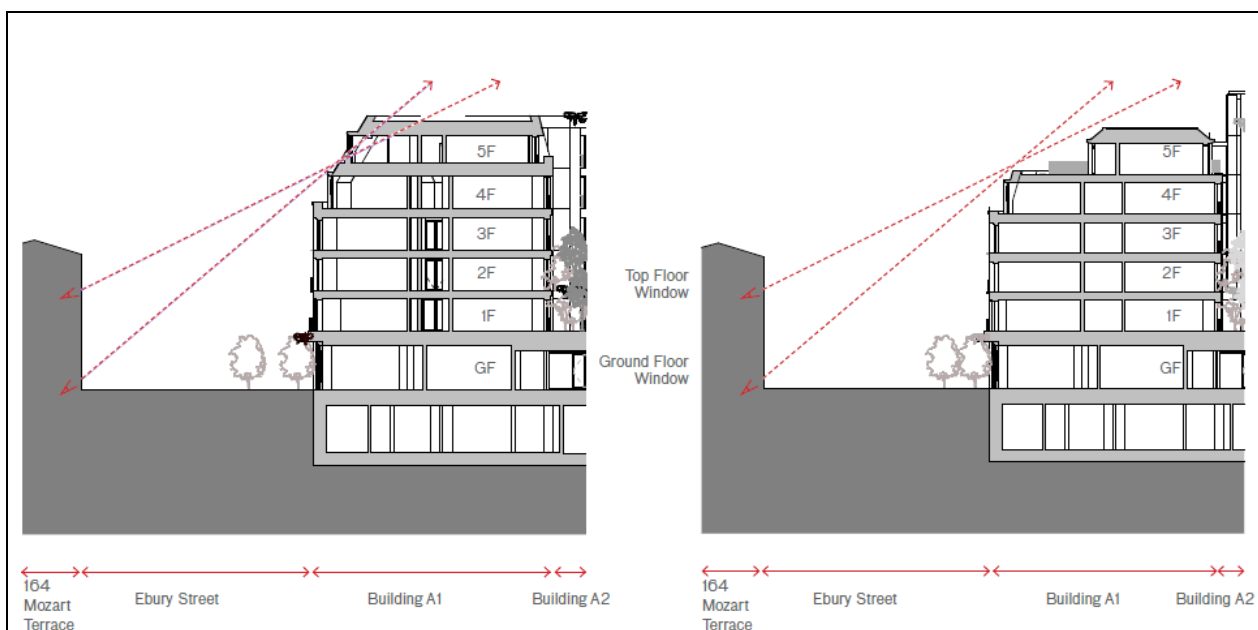 5F
4F
3F
2F
1F
GF
Top Floor
Window
Ground Floor
Window
5F
4F
3F
2F
1F
GF
164
Mozart
Terrace
Ebury Street
Building A1
Building A2
164
Mozart
Terrace
Ebury Street
Building A1
Building A2